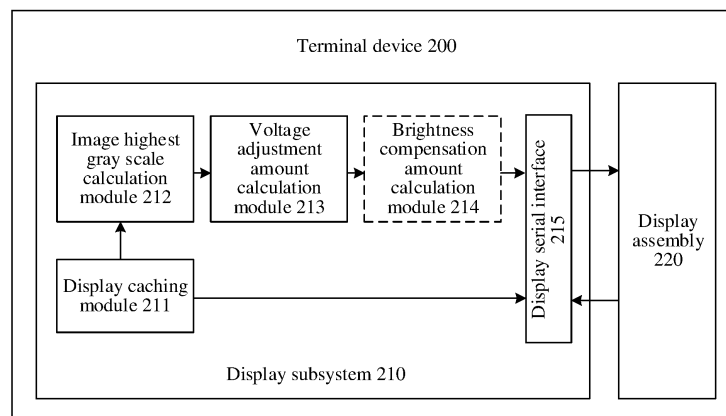 Terminal device 200
Image highest
gray scale
calculation
module 212
Voltage
adjustment
amount
calculation
module 213
Brightness
compensation
amount
calculation
module 214
Display serial interface
215
Display
assembly
220
Display caching
module 211
Display subsystem 210